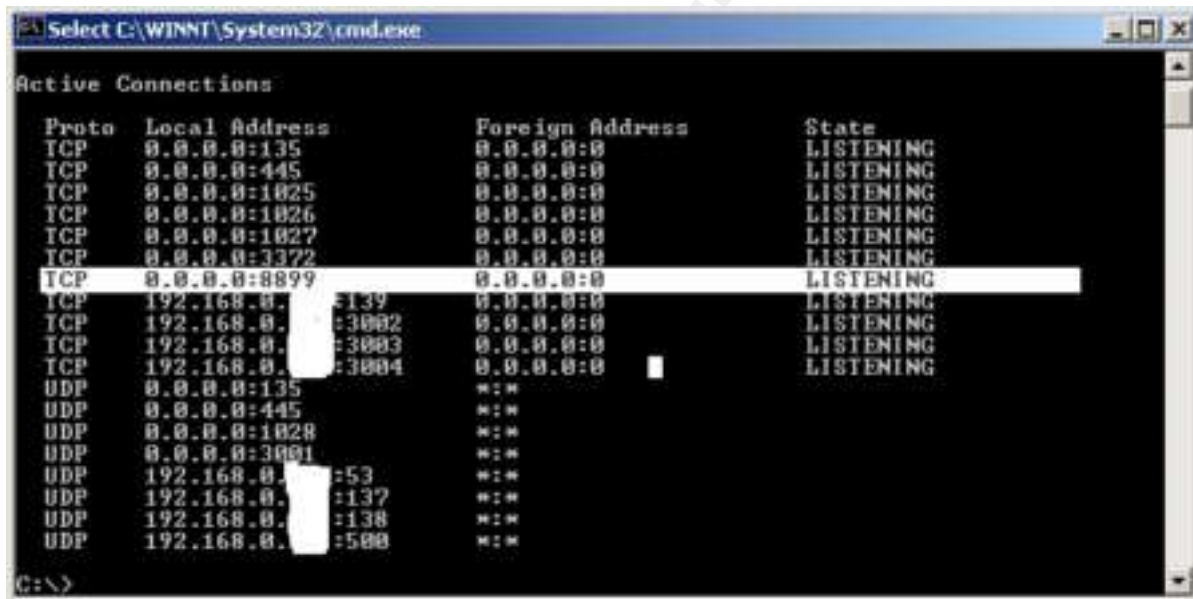 Select C:\WINNT\System32\cmd.exe
Active Connections
Proto Local Address Foreign Address State
TCP 0.0.0.0:135 0.0.0.0:0 LISTENING
TCP 0.0.0.0:445 0.0.0.0:0 LISTENING
TCP 0.0.0.0:1025 0.0.0.0:0 LISTENING
TCP 0.0.0.0:1026 0.0.0.0:0 LISTENING
TCP 0.0.0.0:1027 0.0.0.0:0 LISTENING
TCP 0.0.0.0:3372 0.0.0.0:0 LISTENING
TCP 0.0.0.0:8899 0.0.0.0:0 LISTENING
TCP 192.168.0. :139 0.0.0.0:0 LISTENING
TCP 192.168.0. :3002 0.0.0.0:0 LISTENING
TCP 192.168.0. :3003 0.0.0.0:0 LISTENING
TCP 192.168.0. :3004 0.0.0.0:0 LISTENING
UDP 0.0.0.0:135 *:*
UDP 0.0.0.0:445 *:*
UDP 0.0.0.0:1028 *:*
UDP 0.0.0.0:3001 *:*
UDP 192.168.0. :53 *:*
UDP 192.168.0. :137 *:*
UDP 192.168.0. :138 *:*
UDP 192.168.0. :500 *:*
C:\>